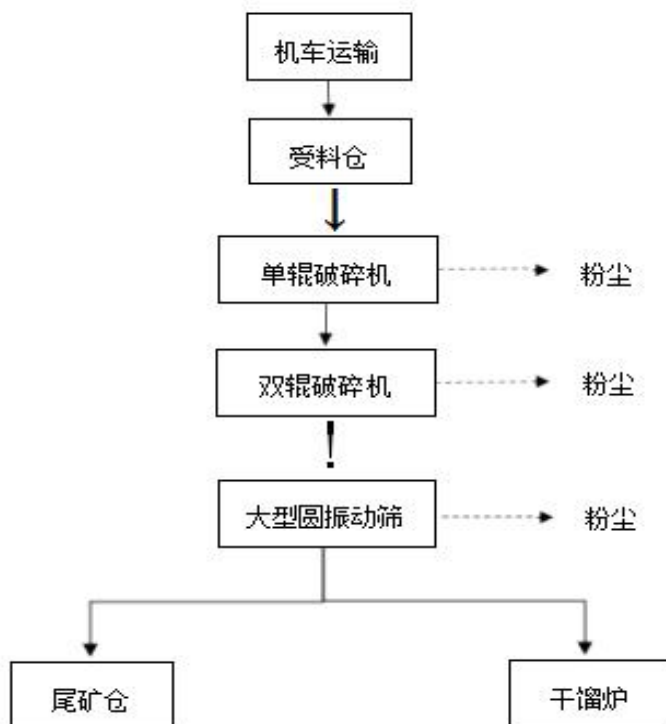 机车运输
受料仓
单辊破碎机
粉尘
双辊破碎机
粉尘
!
大型圆振动筛
粉尘
尾矿仓
干馏炉